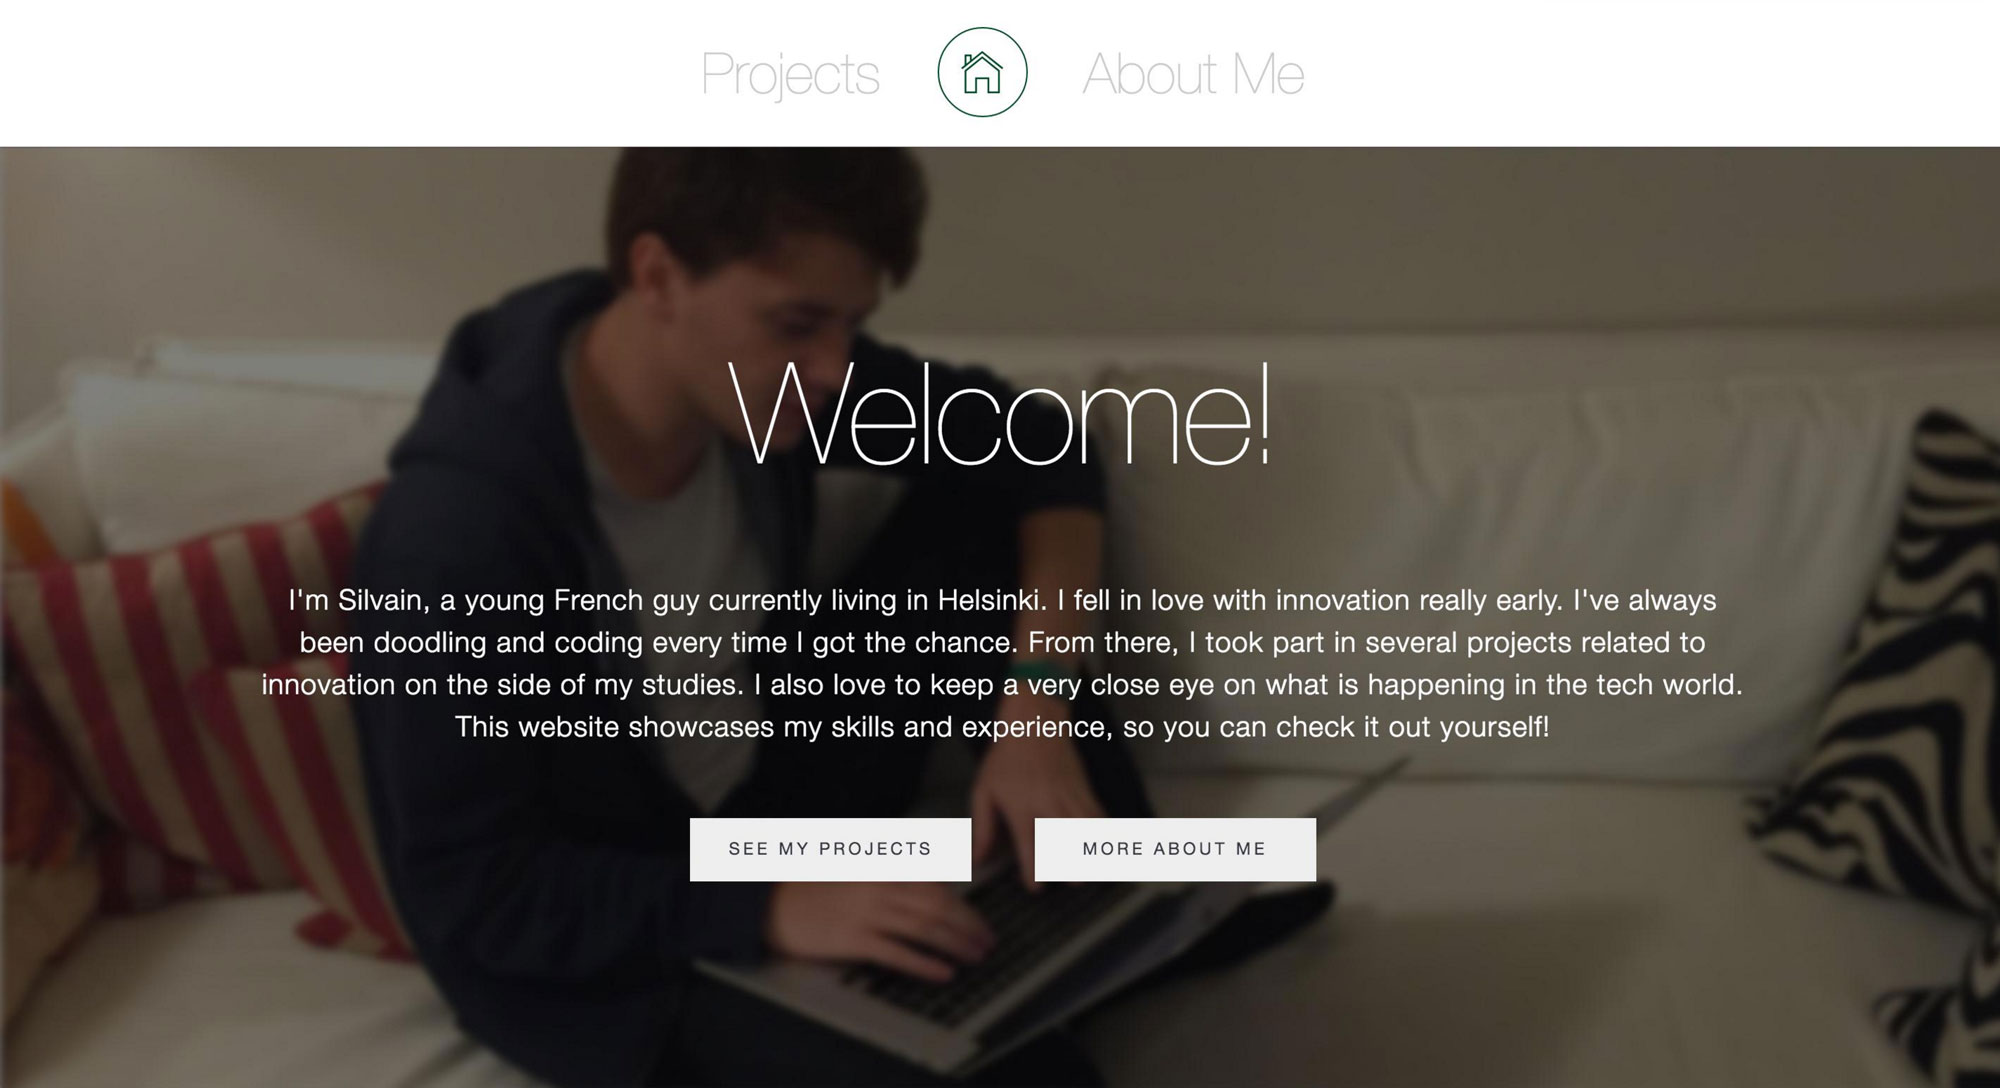 Projects
About Me
Welcome!
I'm Silvain, a young French guy currently living in Helsinki. I fell in love with innovation really early. I've always
been doodling and coding every time I got the chance. From there, I took part in several projects related to
innovation on the side of my studies. I also love to keep a very close eye on what is happening in the tech world.
This website showcases my skills and experience, so you can check it out yourself!
SEE MY PROJECTS
MORE ABOUT ME